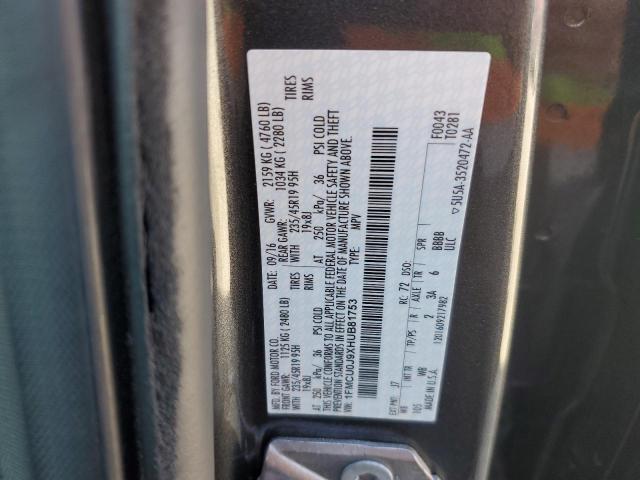 MFD. BY FORD MOTOR CO.
DATE: 09/16 GVWR: 2159 KG ( 4760 LB)
FRONT GAWR: 1125 KG ( 2480 LB) REAR GAWR: 1034 KG ( 2280 LB)
WITH 235/45R19 95H TIRES WITH 235/45R19 95H TIRES
19x8J RIMS 19x8J RIMS
AT 250 kPa/ 36 PSI COLD AT 250 kPa/ 36 PSI COLD
THIS VEHICLE CONFORMS TO ALL APPLICABLE FEDERAL MOTOR VEHICLE SAFETY AND THEFT
PREVENTION STANDARDS IN EFFECT ON THE DATE OF MANUFACTURE SHOWN ABOVE.
VIN: 1FMCU0J9XHUB81753 TYPE: MPV
F0043
T0281
EXT PNT: J7 RC: 72 DSO:
WB INT TR TP/PS R AXLE TR SPR
105 WB 2 3A 6 BBBB
MADE IN U.S.A. ULC
1201609217982
5U5A-3520472-AA